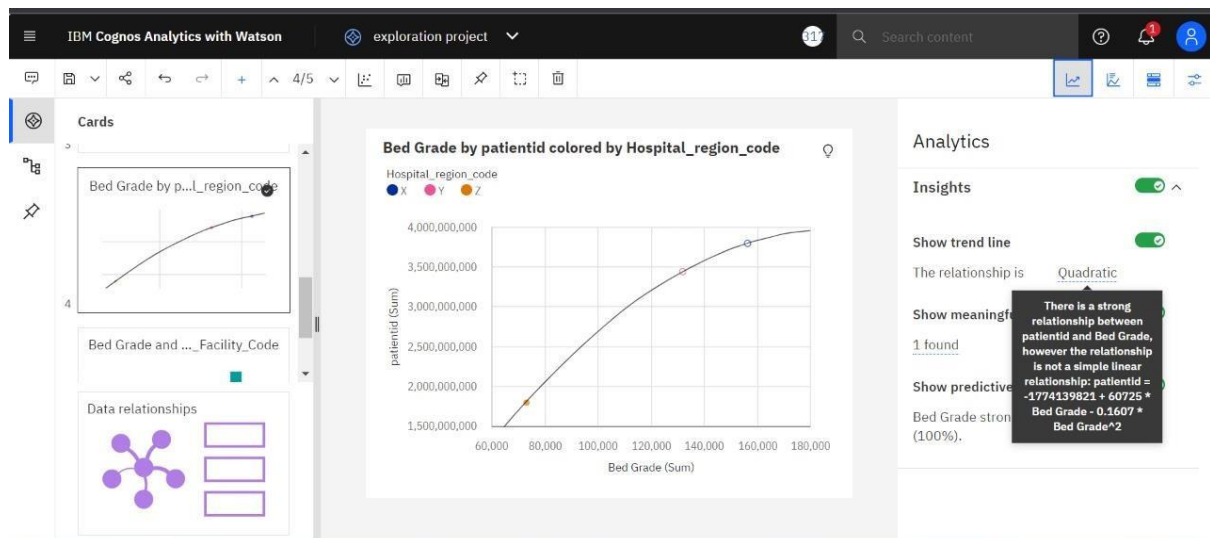 IBM Cognos Analytics with Watson
exploration project
Search content
1
4/5
Cards
Bed Grade by p...l_region_code
4
Bed Grade and ..._Facility_Code
Data relationships
Bed Grade by patientid colored by Hospital_region_code
Hospital_region_code
X Y Z
patientid (Sum)
4,000,000,000
3,500,000,000
3,000,000,000
2,500,000,000
2,000,000,000
1,500,000,000
60,000 80,000 100,000 120,000 140,000 160,000 180,000
Bed Grade (Sum)
Analytics
Insights
Show trend line
The relationship is Quadratic
Show meaningf
1 found
Show predictive
Bed Grade stron
(100%).
There is a strong
relationship between
patientid and Bed Grade,
however the relationship
is not a simple linear
relationship: patientid =
-1774139821 + 60725 *
Bed Grade - 0.1607 *
Bed Grade^2